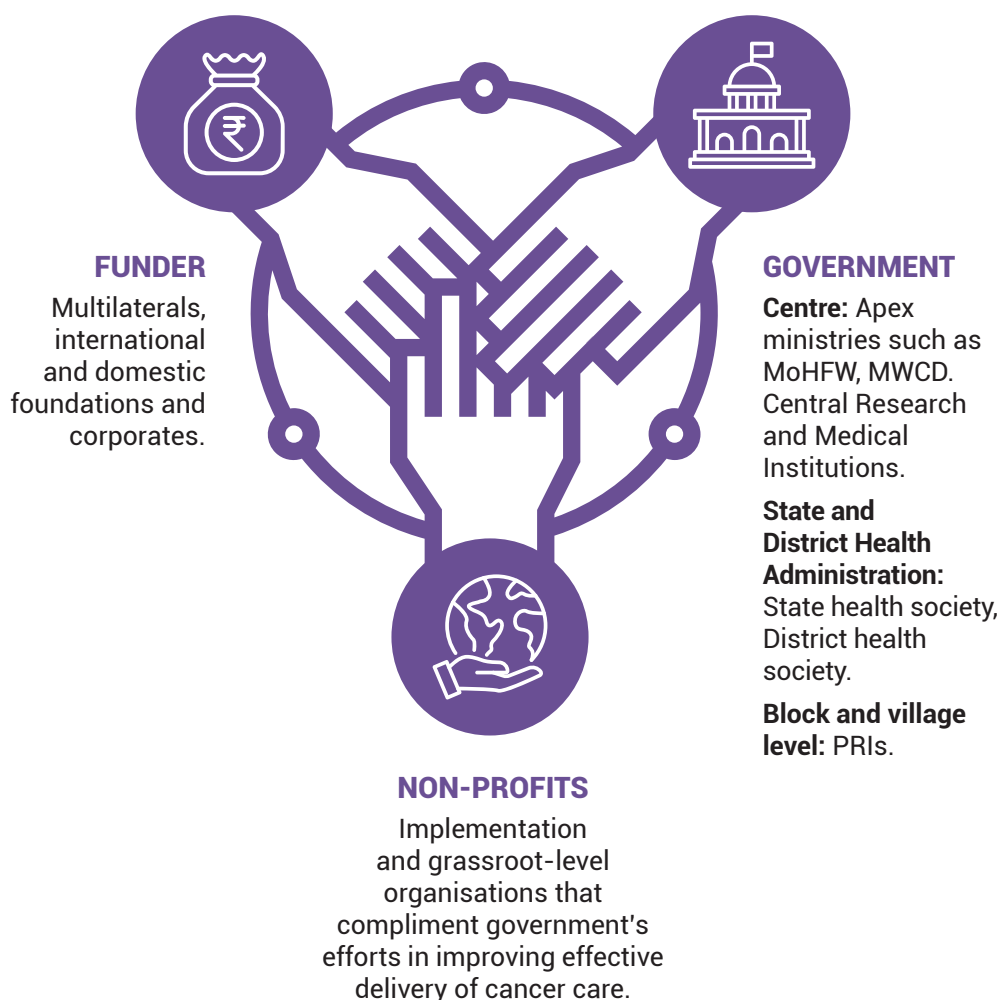 FUNDER
Multilaterals,
international
and domestic
foundations and
corporates.
GOVERNMENT
Centre: Apex
ministries such as
MoHFW, MWCD.
Central Research
and Medical
Institutions.
State and
District Health
Administration:
State health society,
District health
society.
Block and village
level: PRIs.
NON-PROFITS
Implementation
and grassroot-level
organisations that
compliment government's
efforts in improving effective
delivery of cancer care.
₹